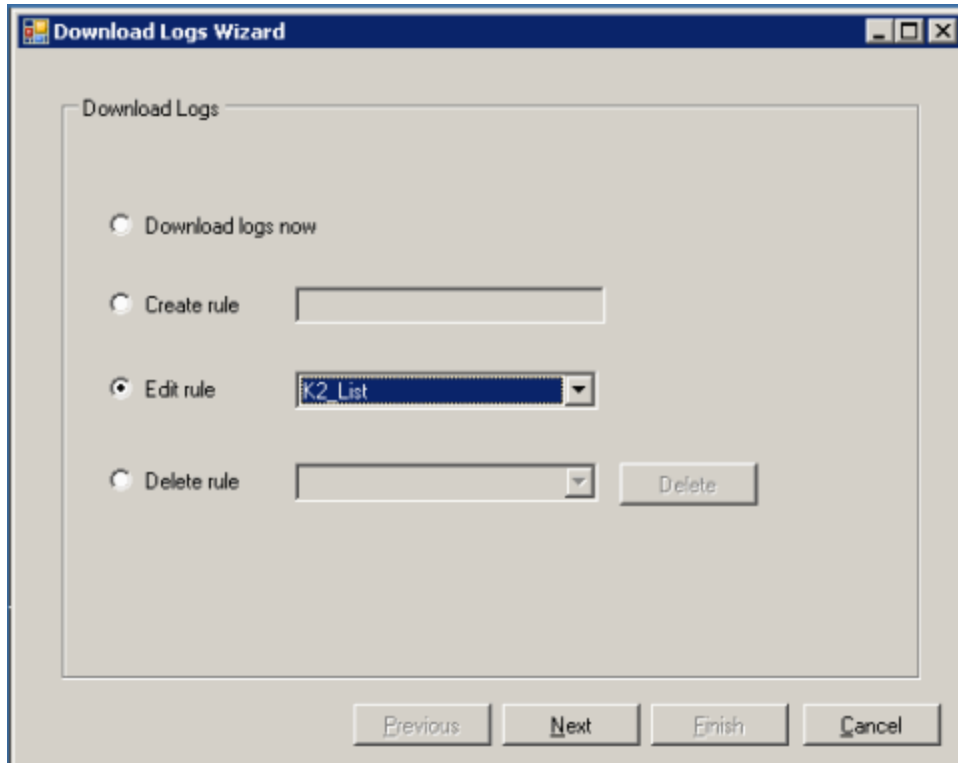 Download Logs Wizard
Download Logs
Download logs now
Create rule
Edit rule K2_List
Delete rule Delete
Previous Next Finish Cancel